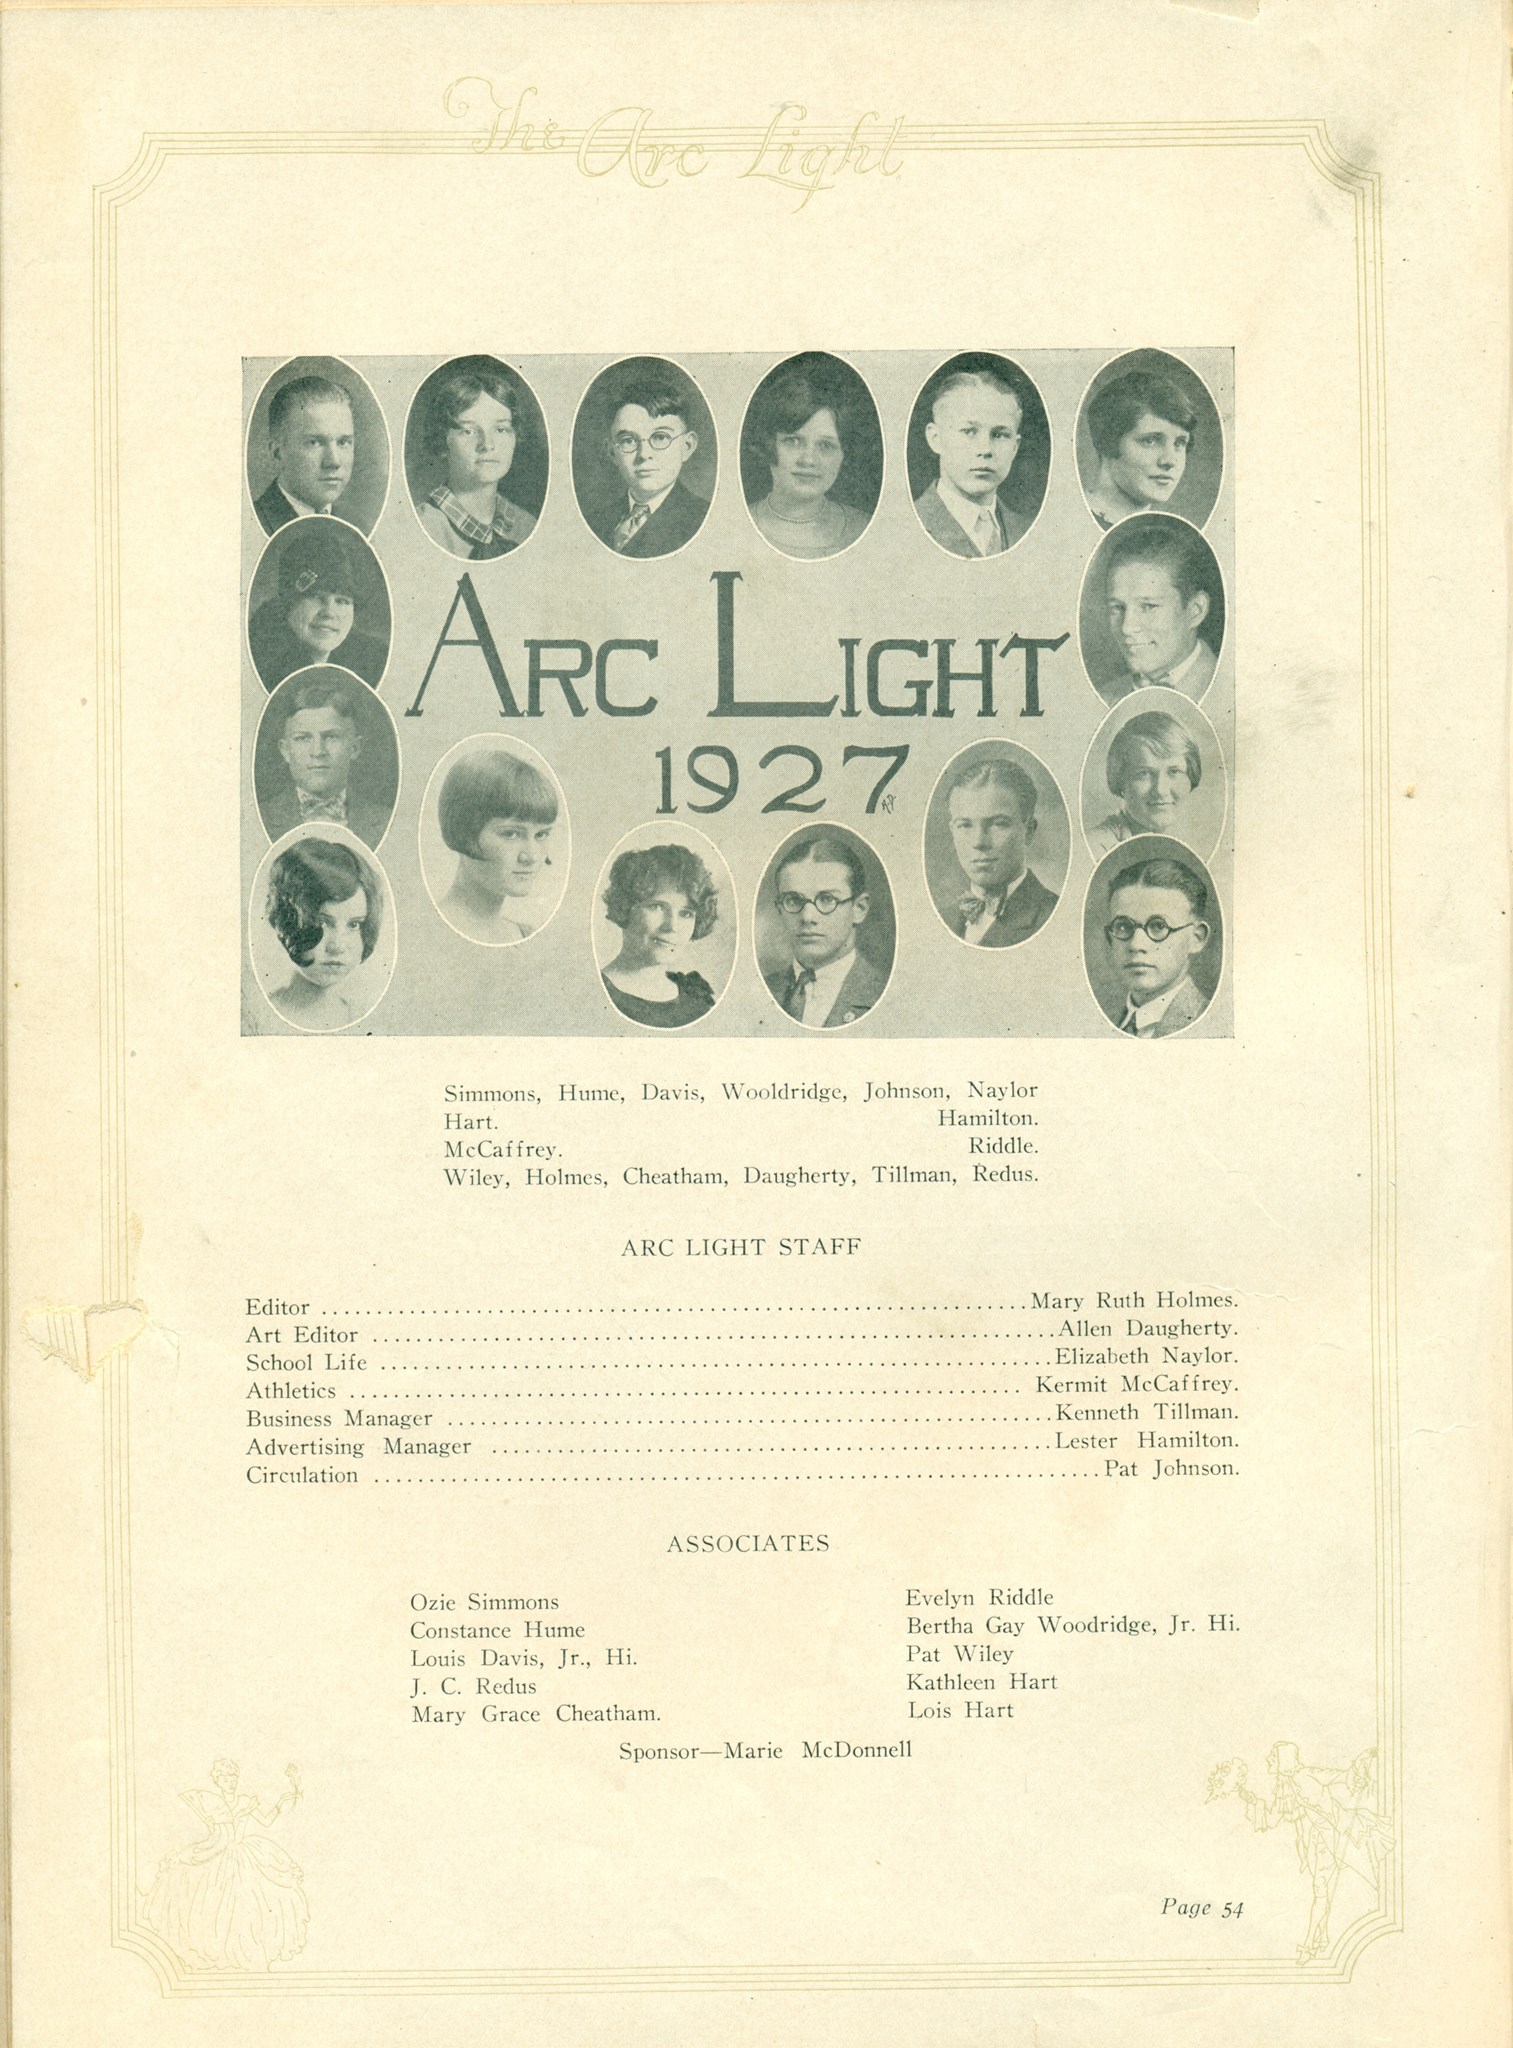 The Arc Light
ARC LIGHT
1927
Simmons, Hume, Davis, Wooldridge, Johnson, Naylor
Hart. Hamilton.
McCaffrey. Riddle.
Wiley, Holmes, Cheatham, Daugherty, Tillman, Redus.
ARC LIGHT STAFF
Editor ........ Mary Ruth Holmes.
Art Editor ........ Allen Daugherty.
School Life ........ Elizabeth Naylor.
Athletics ........ Kermit McCaffrey.
Business Manager ........ Kenneth Tillman.
Advertising Manager ........ Lester Hamilton.
Circulation ........ Pat Johnson.
ASSOCIATES
Ozie Simmons
Constance Hume
Louis Davis, Jr., Hi.
J. C. Redus
Mary Grace Cheatham.
Evelyn Riddle
Bertha Gay Woodridge, Jr. Hi.
Pat Wiley
Kathleen Hart
Lois Hart
Sponsor—Marie McDonnell
Page 54